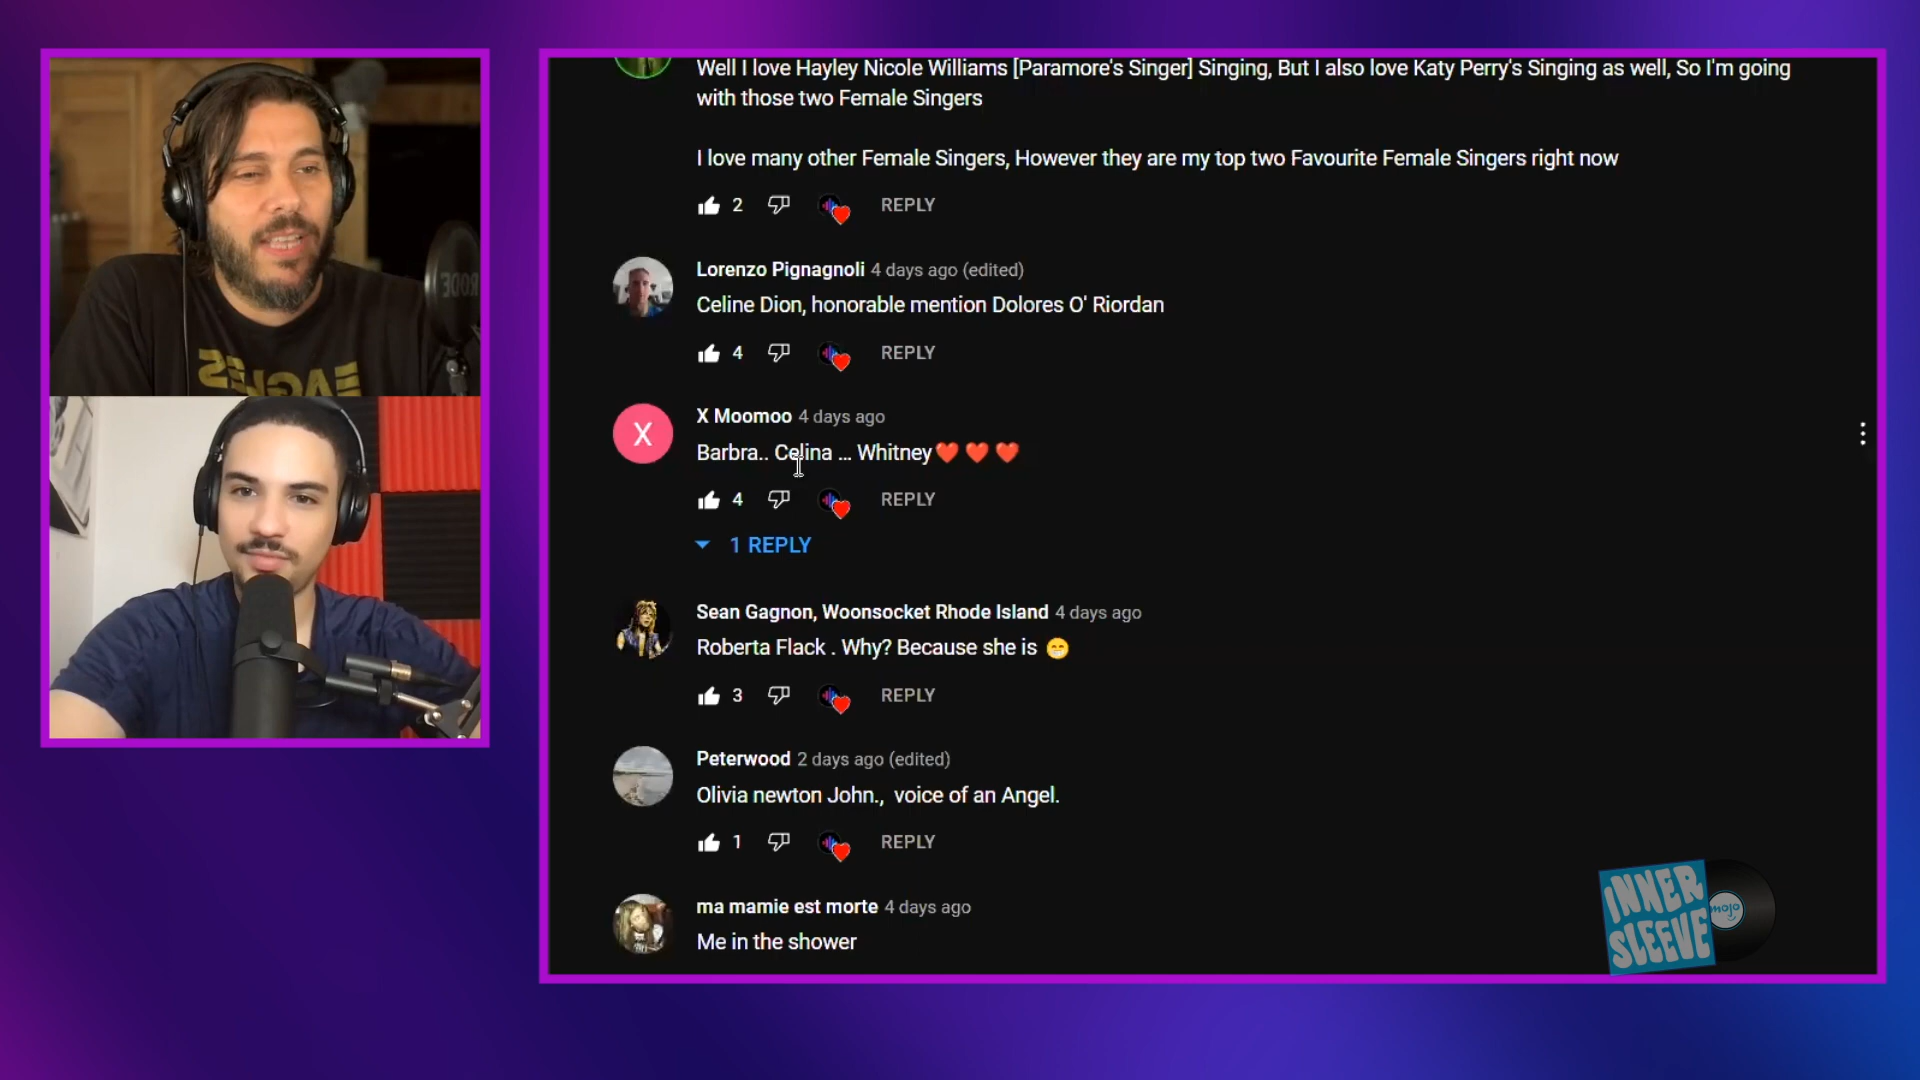 Well I love Hayley Nicole Williams [Paramore's Singer] Singing, But I also love Katy Perry's Singing as well, So I'm going
with those two Female Singers
I love many other Female Singers, However they are my top two Favourite Female Singers right now
2 REPLY
Lorenzo Pignagnoli 4 days ago (edited)
Celine Dion, honorable mention Dolores O' Riordan
4 REPLY
X
X Moomoo 4 days ago
Barbra.. Celina ... Whitney❤️❤️❤️
4 REPLY
1 REPLY
Sean Gagnon, Woonsocket Rhode Island 4 days ago
Roberta Flack . Why? Because she is 😁
3 REPLY
Peterwood 2 days ago (edited)
Olivia newton John., voice of an Angel.
1 REPLY
ma mamie est morte 4 days ago
Me in the shower
EAGLES
RODE
INNER
SLEEVE
mojo